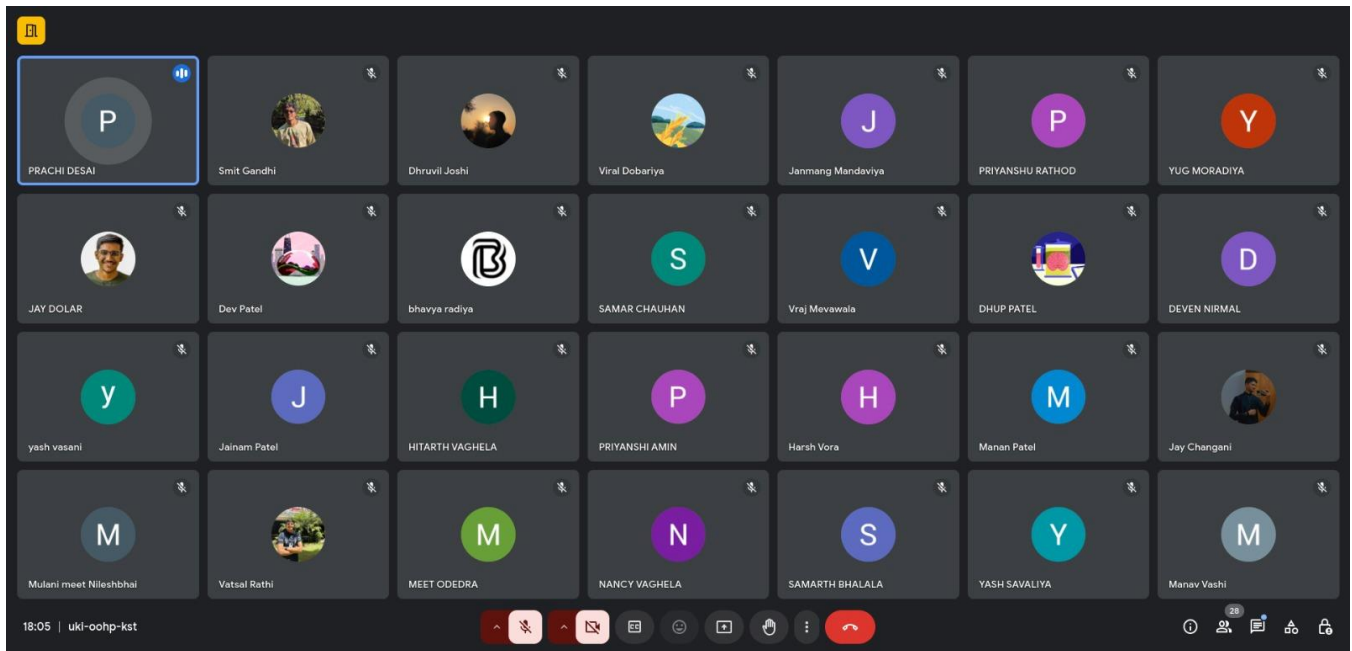 P
PRACHI DESAI
Smit Gandhi
Dhruvil Joshi
Viral Dobariya
J
Janmang Mandaviya
P
PRIYANSHU RATHOD
Y
YUG MORADIYA
JAY DOLAR
Dev Patel
B
bhavya radiya
S
SAMAR CHAUHAN
V
Vraj Mevawala
DHUP PATEL
D
DEVEN NIRMAL
y
yash vasani
J
Jainam Patel
H
HITARTH VAGHELA
P
PRIYANSHI AMIN
H
Harsh Vora
M
Manan Patel
Jay Changani
M
Mulani meet Nileshbhai
Vatsal Rathi
M
MEET ODEDRA
N
NANCY VAGHELA
S
SAMARTH BHALALA
Y
YASH SAVALIYA
M
Manav Vashi
18:05 | uki-oohp-kst
CC
28